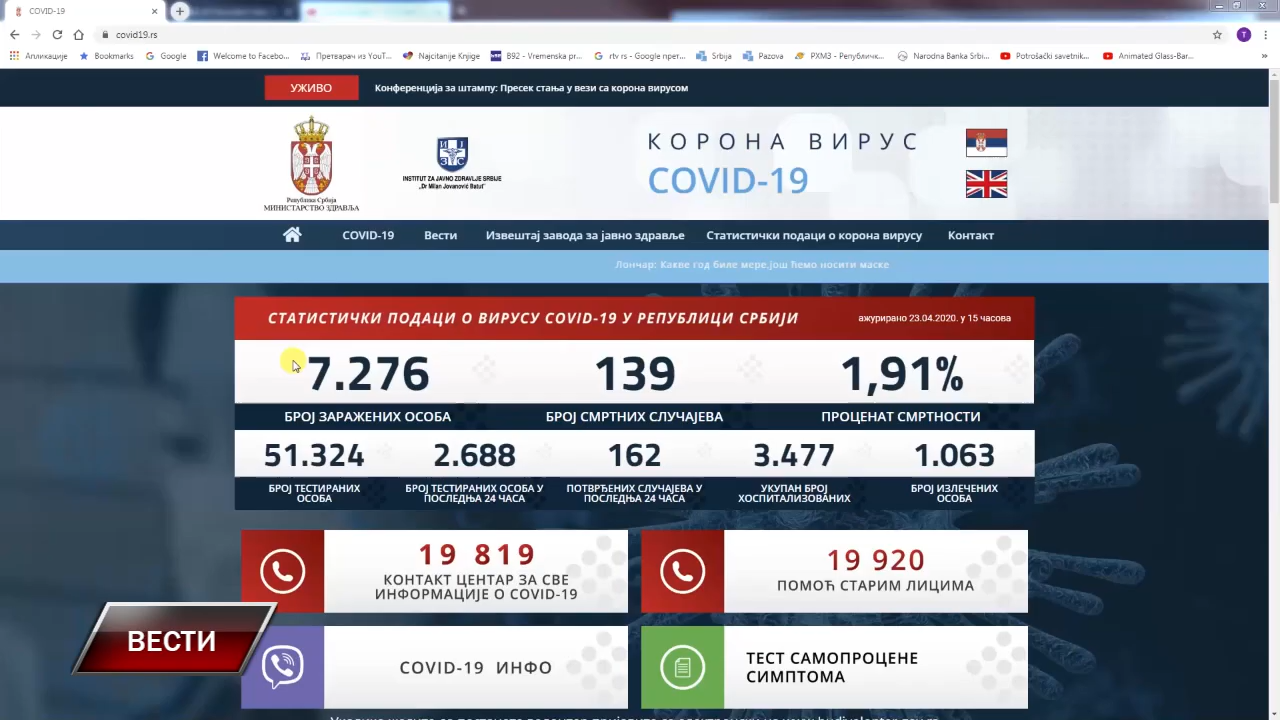 COVID-19
covid19.rs
T
Апликације
Bookmarks
Google
Welcome to Facebo...
Претварач из YouT...
Najcitanije Knjige
B92 - Vremenska pr...
rtv rs - Google прет...
Srbija
Pazova
РХМЗ - Републичк...
Narodna Banka Srbi...
Potrošački savetnik...
Animated Glass-Bar...
УЖИВО
Конференција за штампу: Пресек стања у вези са корона вирусом
Република Србија
МИНИСТАРСТВО ЗДРАВЉА
INSTITUT ZA JAVNO ZDRAVLJE SRBIJE
„Dr Milan Jovanović Batut"
КОРОНА ВИРУС
COVID-19
COVID-19
Вести
Извештај завода за јавно здравље
Статистички подаци о корона вирусу
Контакт
Лончар: Какве год биле мере,још ћемо носити маске
СТАТИСТИЧКИ ПОДАЦИ О ВИРУСУ COVID-19 У РЕПУБЛИЦИ СРБИЈИ
ажурирано 23.04.2020. у 15 часова
7.276
139
1,91%
БРОЈ ЗАРАЖЕНИХ ОСОБА
БРОЈ СМРТНИХ СЛУЧАЈЕВА
ПРОЦЕНАТ СМРТНОСТИ
51.324
2.688
162
3.477
1.063
БРОЈ ТЕСТИРАНИХ
ОСОБА
БРОЈ ТЕСТИРАНИХ ОСОБА У
ПОСЛЕДЊА 24 ЧАСА
ПОТВРЂЕНИХ СЛУЧАЈЕВА У
ПОСЛЕДЊА 24 ЧАСА
УКУПАН БРОЈ
ХОСПИТАЛИЗОВАНИХ
БРОЈ ИЗЛЕЧЕНИХ
ОСОБА
19 819
КОНТАКТ ЦЕНТАР ЗА СВЕ
ИНФОРМАЦИЈЕ О COVID-19
19 920
ПОМОЋ СТАРИМ ЛИЦИМА
ВЕСТИ
COVID-19 ИНФО
ТЕСТ САМОПРОЦЕНЕ
СИМПТОМА